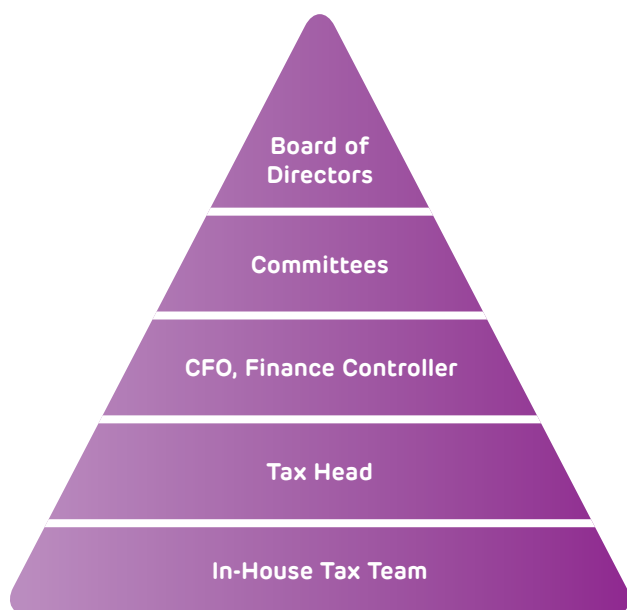 Board of
Directors
Committees
CFO, Finance Controller
Tax Head
In-House Tax Team